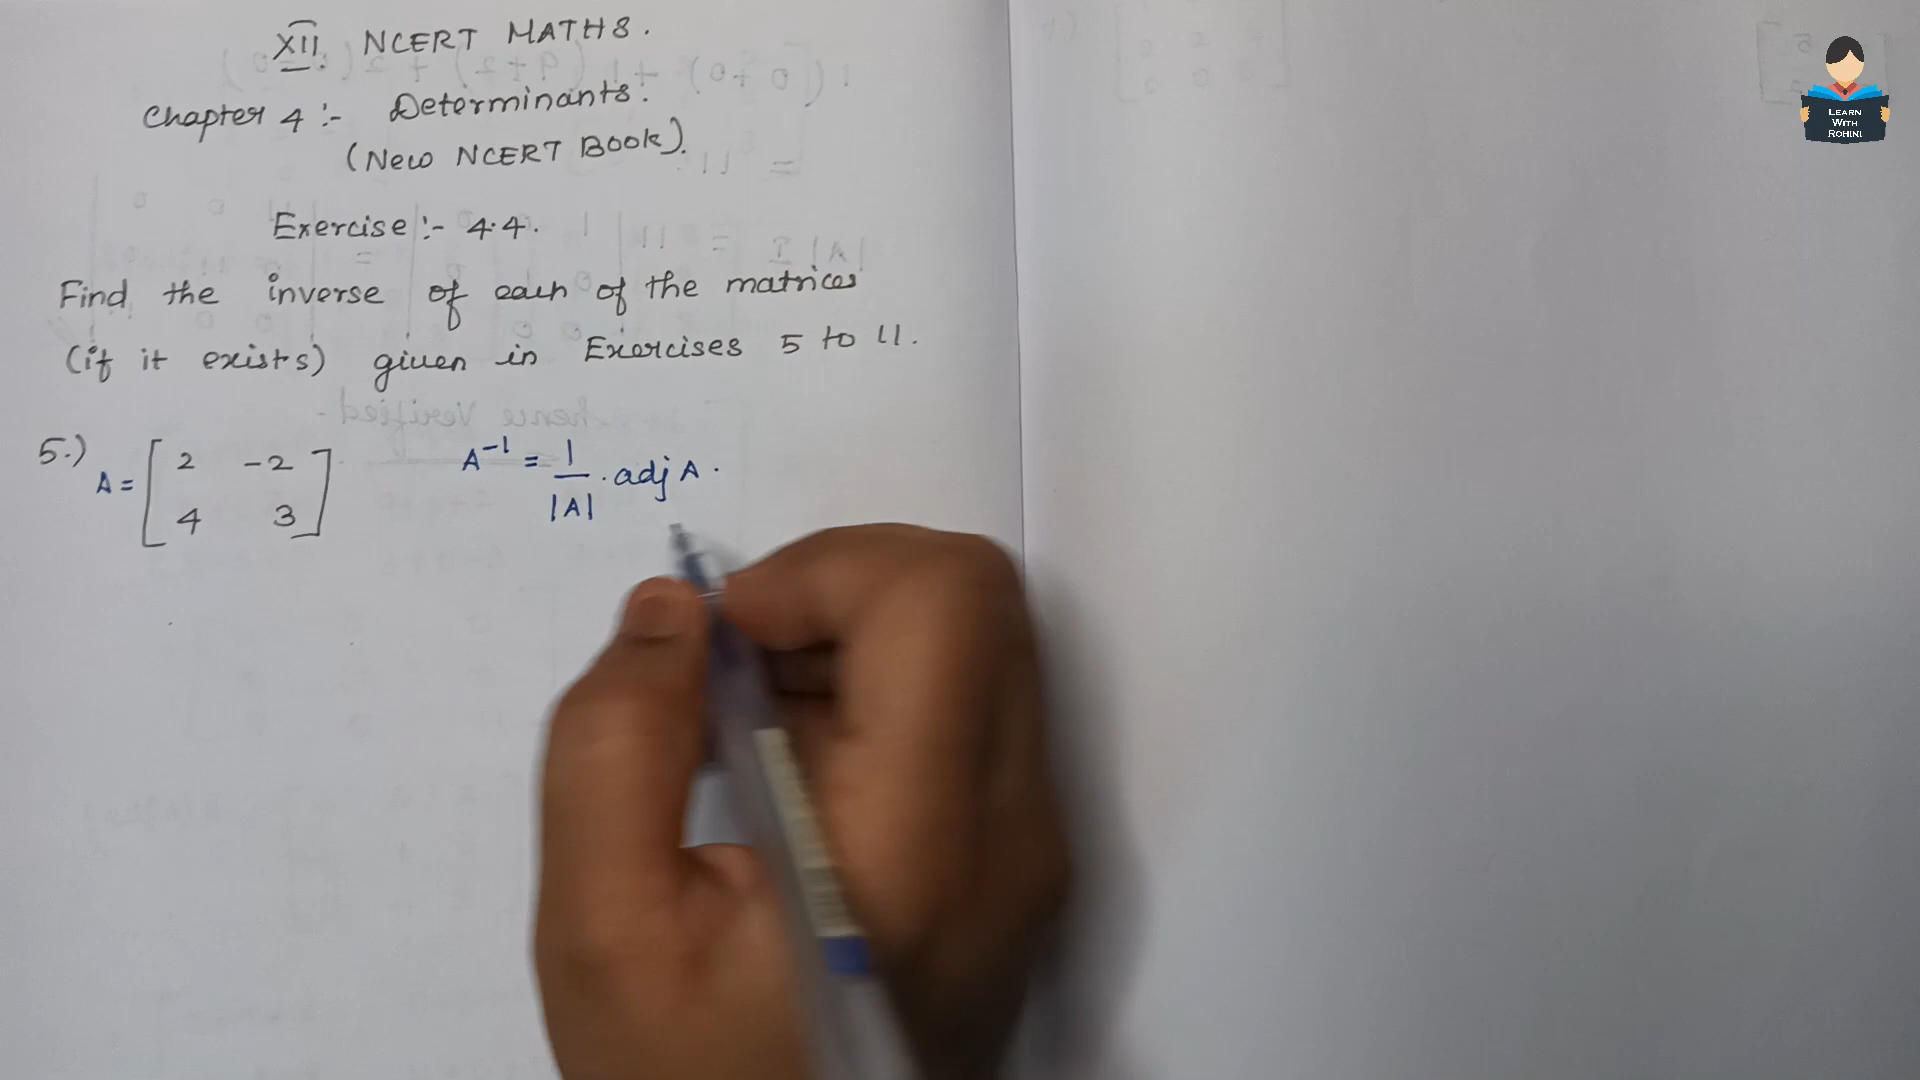 XII. NCERT MATHS.
Chapter 4 :- Determinants.
(New NCERT Book).
Exercise :- 4.4.
Find the inverse of each of the matrices
(if it exists) given in Exercises 5 to 11.
5.) A = [ 2 -2
4 3 ]
A⁻¹ = 1/|A| . adj A.
LEARN
WITH
ROHINI